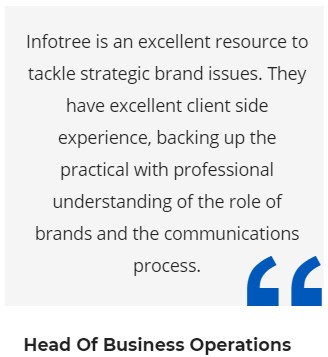 Infotree is an excellent resource to
tackle strategic brand issues. They
have excellent client side
experience, backing up the
practical with professional
understanding of the role of
brands and the communications
process.
Head Of Business Operations